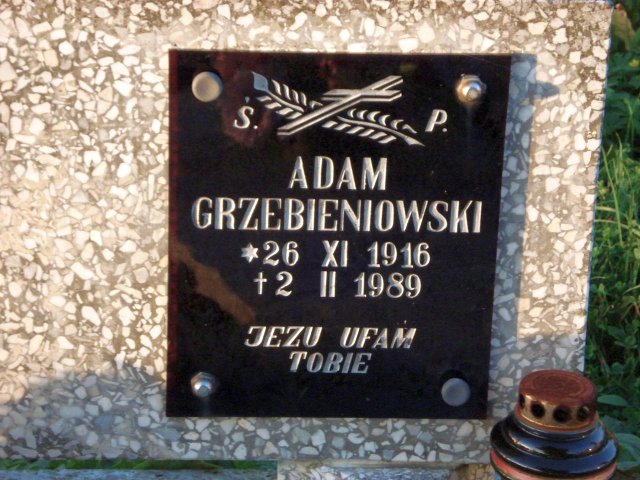 Ś. P.
ADAM
GRZEBIENIOWSKI
*26 XI 1916
†2 II 1989
JEZU UFAM
TOBIE